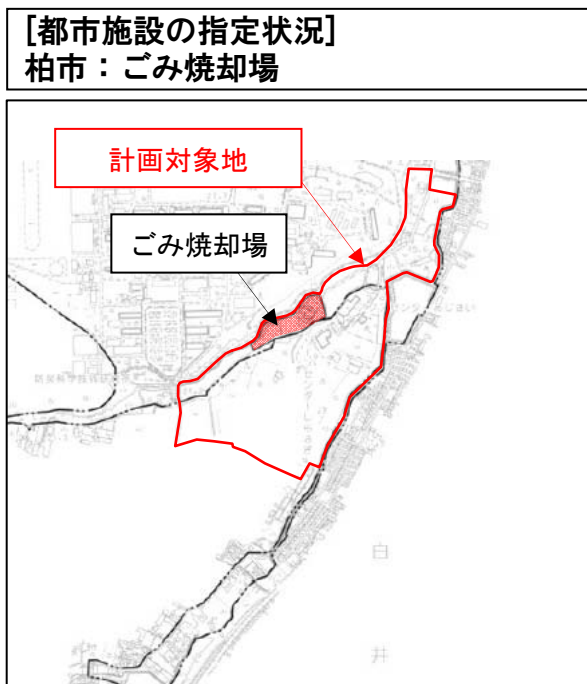 [都市施設の指定状況]
柏市：ごみ焼却場
計画対象地
ごみ焼却場
白
井